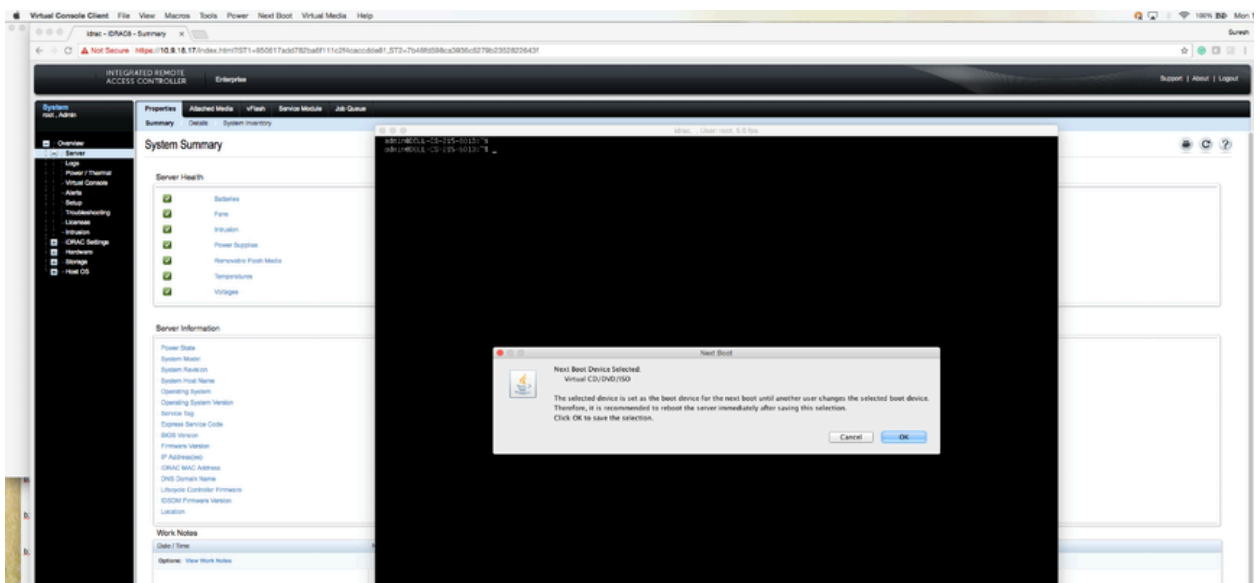 Virtual Console Client File View Macros Tools Power Next Boot Virtual Media Help
100% Mon
idrac - iDRAC8 - Summary
Suresh
Not Secure
INTEGRATED REMOTE
ACCESS CONTROLLER Enterprise
Support | About | Logout
System
root , Admin
Properties Attached Media vFlash Service Module Job Queue
Summary Details System Inventory
Overview
Server
Logs
Power / Thermal
Virtual Console
Alerts
Setup
Troubleshooting
Licenses
Intrusion
iDRAC Settings
Hardware
Storage
Host OS
System Summary
Server Health
Batteries
Fans
Intrusion
Power Supplies
Removable Flash Media
Temperatures
Voltages
Server Information
Power State
System Model
System Revision
System Host Name
Operating System
Operating System Version
Service Tag
Express Service Code
BIOS Version
Firmware Version
IP Address(es)
iDRAC MAC Address
DNS Domain Name
Lifecycle Controller Firmware
IDSDM Firmware Version
Location
Work Notes
Date / Time
Options: View Work Notes
Next Boot
Next Boot Device Selected:
Virtual CD/DVD/ISO
The selected device is set as the boot device for the next boot until another user changes the selected boot device.
Therefore, it is recommended to reboot the server immediately after saving this selection.
Click OK to save the selection.
Cancel OK